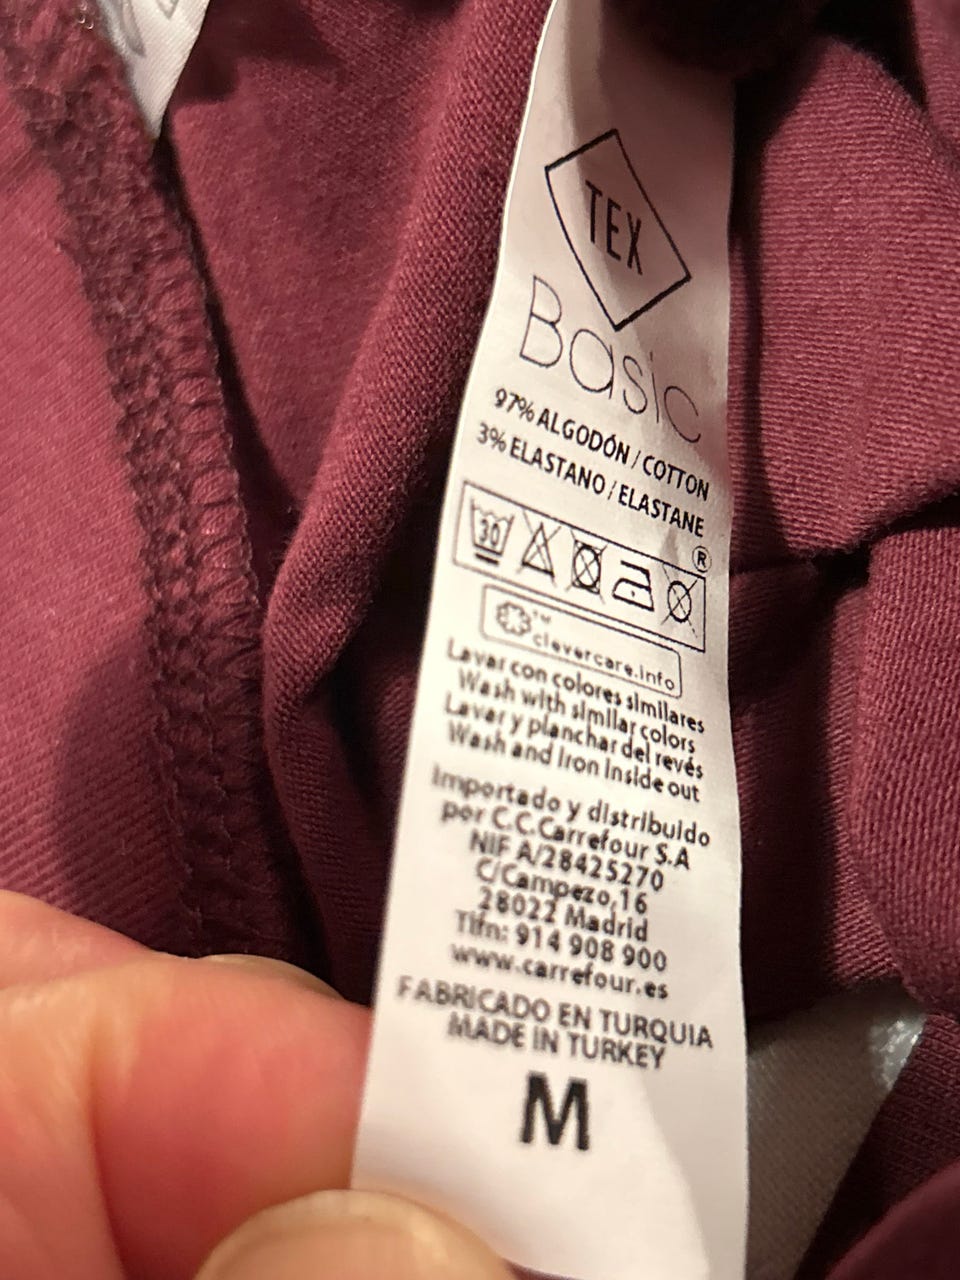 TEX
Basic
97% ALGODÓN / COTTON
3% ELASTANO / ELASTANE
30
®
™
clevercare.info
Lavar con colores similares
Wash with similar colors
Lavar y planchar del revés
Wash and Iron Inside out
Importado y distribuido
por C.C.Carrefour S.A
NIF A/28425270
C/Campezo,16
28022 Madrid
Tlfn: 914 908 900
www.carrefour.es
FABRICADO EN TURQUIA
MADE IN TURKEY
M